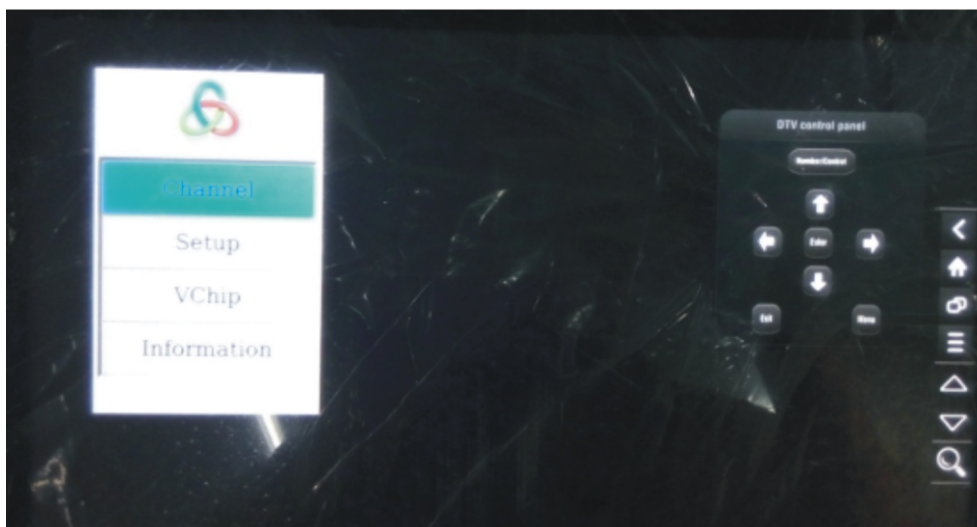 Channel
Setup
VChip
Information
DTV control panel
Number/Control
Enter
Exit
Menu